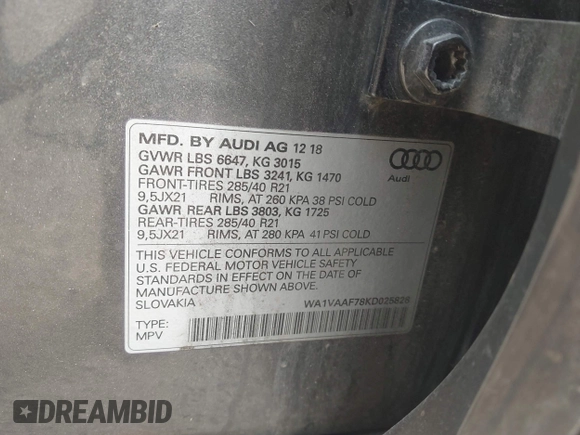 MFD. BY AUDI AG 12 18
GVWR LBS 6647, KG 3015
GAWR FRONT LBS 3241, KG 1470
FRONT-TIRES 285/40 R21
9,5JX21 RIMS, AT 260 KPA 38 PSI COLD
GAWR REAR LBS 3803, KG 1725
REAR-TIRES 285/40 R21
9,5JX21 RIMS, AT 280 KPA 41 PSI COLD
Audi
THIS VEHICLE CONFORMS TO ALL APPLICABLE
U.S. FEDERAL MOTOR VEHICLE SAFETY
STANDARDS IN EFFECT ON THE DATE OF
MANUFACTURE SHOWN ABOVE.
SLOVAKIA WA1VAAF78KD025828
TYPE:
MPV
DREAMBID